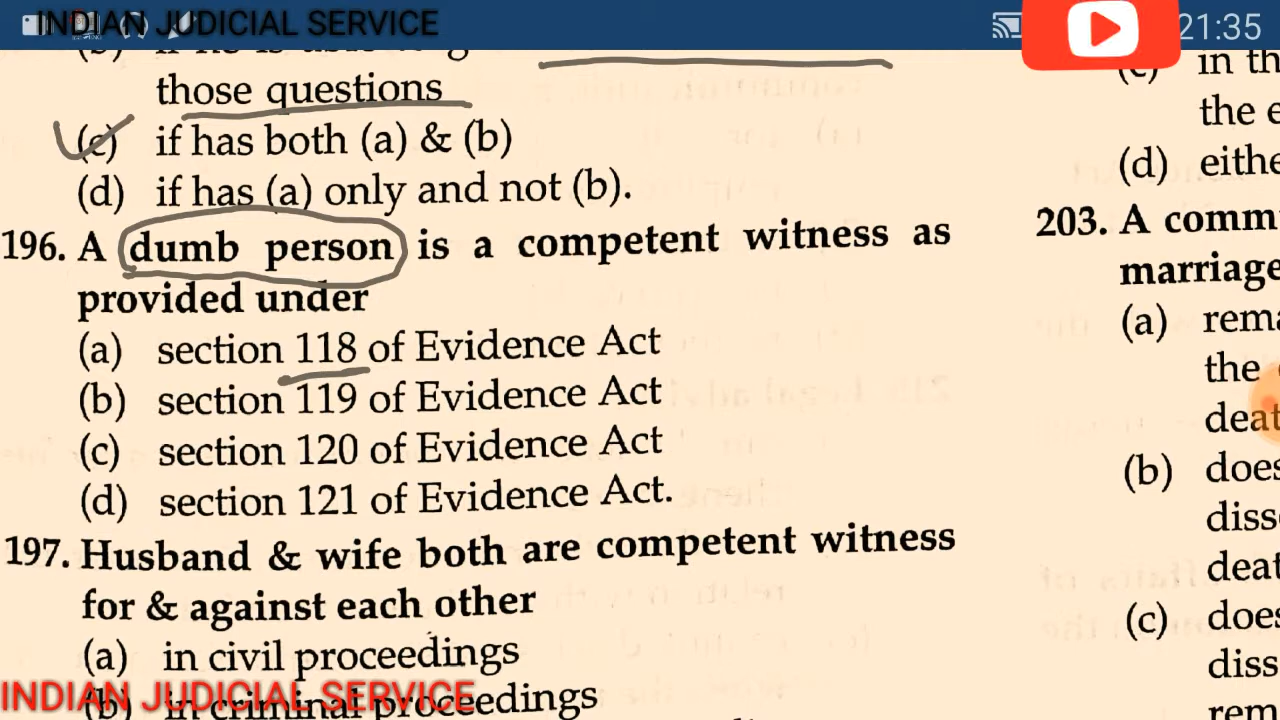 INDIAN JUDICIAL SERVICE
21:35
those questions
(c) if has both (a) & (b)
(d) if has (a) only and not (b).
196. A dumb person is a competent witness as
provided under
(a) section 118 of Evidence Act
(b) section 119 of Evidence Act
(c) section 120 of Evidence Act
(d) section 121 of Evidence Act.
197. Husband & wife both are competent witness
for & against each other
(a) in civil proceedings
(b) in criminal proceedings
INDIAN JUDICIAL SERVICE
(c) in th
the e
(d) eithe
203. A comm
marriage
(a) rema
the
deat
(b) does
diss
deat
(c) does
diss
rem